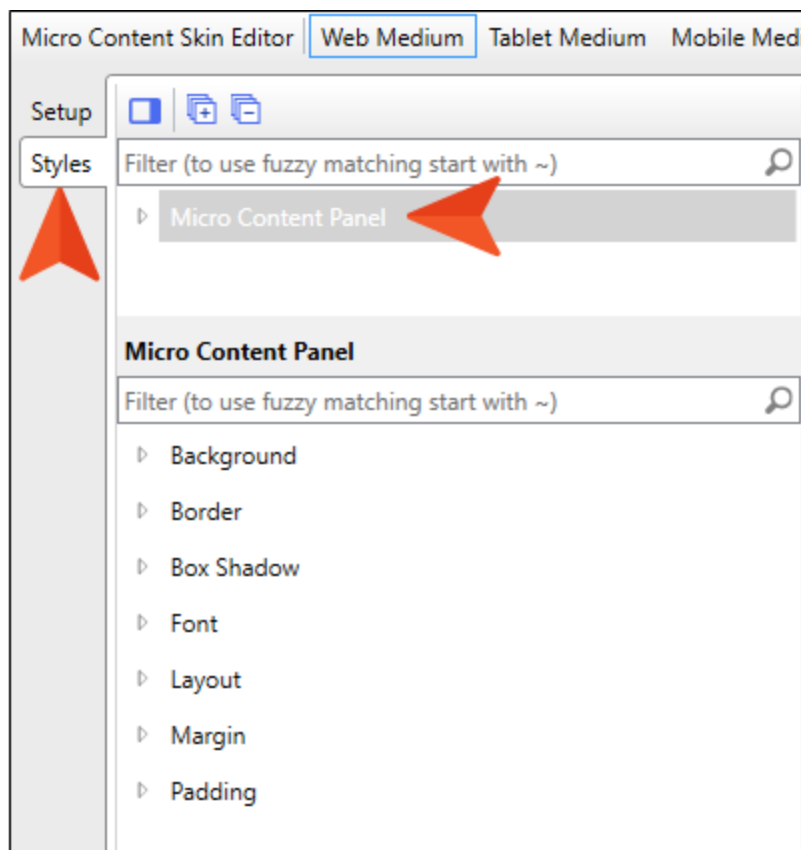 Micro Content Skin Editor Web Medium Tablet Medium Mobile Med
Setup
Styles
Filter (to use fuzzy matching start with ~)
Micro Content Panel
Micro Content Panel
Filter (to use fuzzy matching start with ~)
Background
Border
Box Shadow
Font
Layout
Margin
Padding